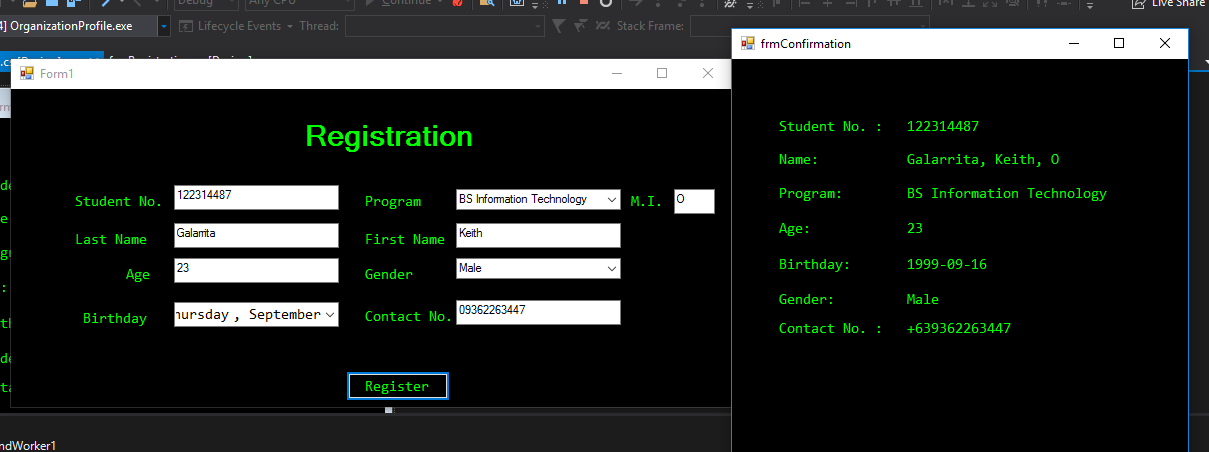 Debug Any CPU Continue Live Share
4] OrganizationProfile.exe Lifecycle Events Thread: Stack Frame:
Form1
Registration
Student No. 122314487 Program BS Information Technology M.I. O
Last Name Galarrita First Name Keith
Age 23 Gender Male
Birthday hursday , September Contact No. 09362263447
Register
ndWorker1
frmConfirmation
Student No. : 122314487
Name: Galarrita, Keith, O
Program: BS Information Technology
Age: 23
Birthday: 1999-09-16
Gender: Male
Contact No. : +639362263447